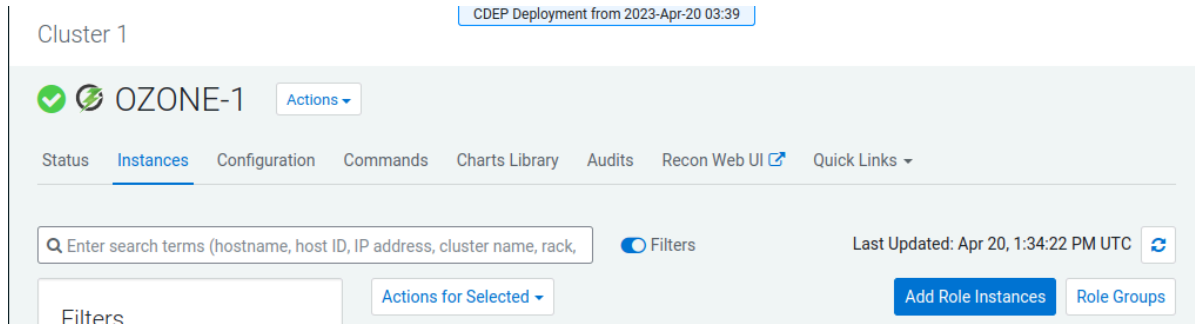 CDEP Deployment from 2023-Apr-20 03:39
Cluster 1
OZONE-1 Actions
Status Instances Configuration Commands Charts Library Audits Recon Web UI Quick Links
Enter search terms (hostname, host ID, IP address, cluster name, rack, Filters Last Updated: Apr 20, 1:34:22 PM UTC
Actions for Selected Add Role Instances Role Groups
Filters